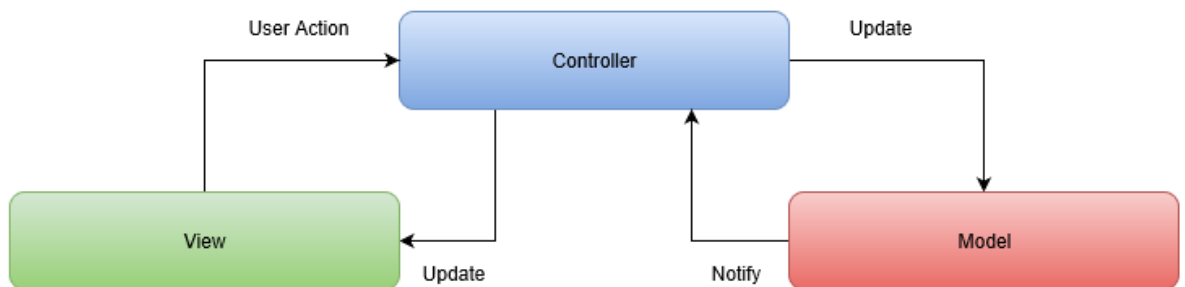 User Action
Update
Controller
View
Model
Update
Notify